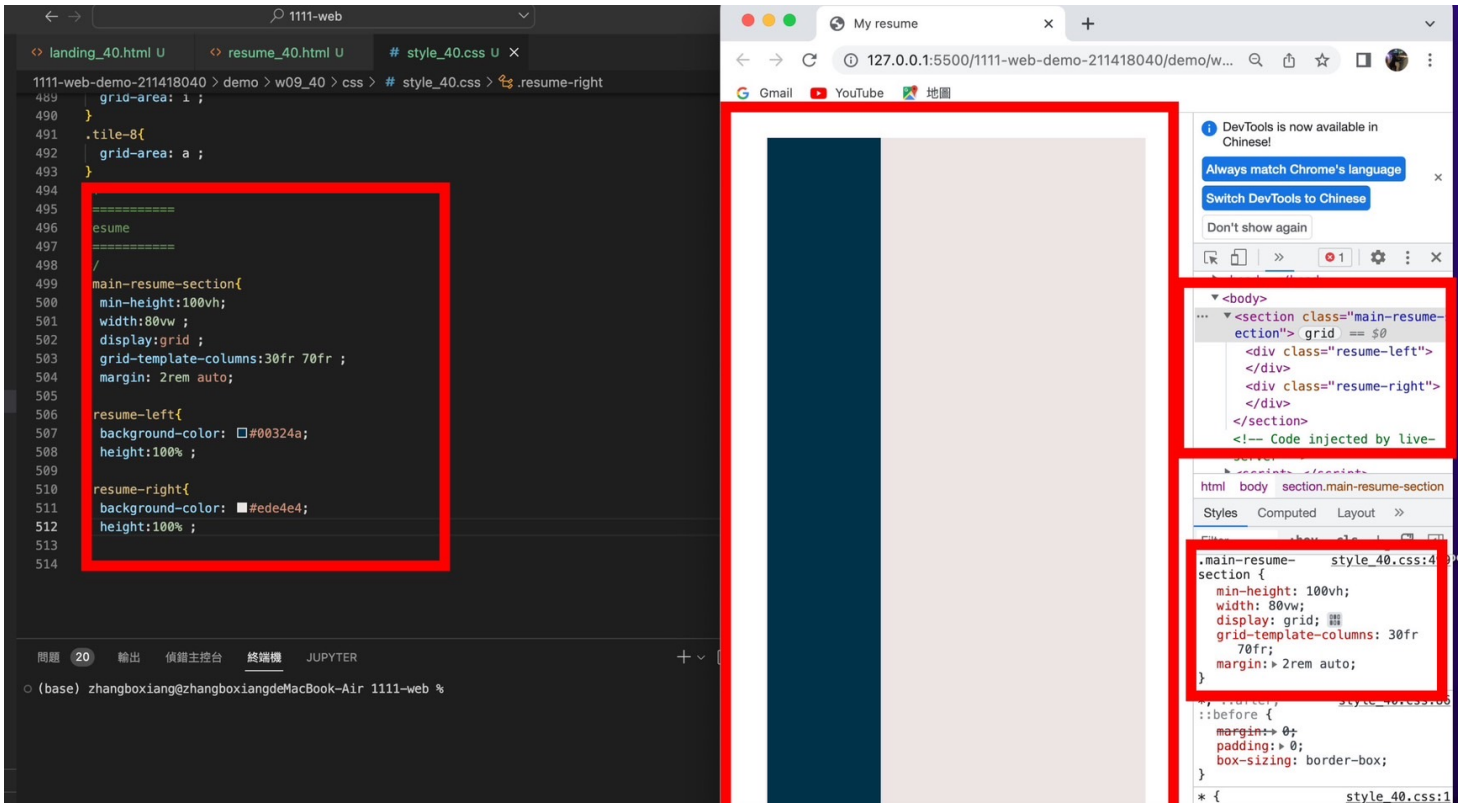 1111-web
landing_40.html U
resume_40.html U
# style_40.css U
1111-web-demo-211418040 > demo > w09_40 > css > # style_40.css > .resume-right
489 grid-area: i ;
490 }
491 .tile-8{
492 grid-area: a ;
493 }
494
495 ===========
496 esume
497 ===========
498 /
499 main-resume-section{
500 min-height:100vh;
501 width:80vw ;
502 display:grid ;
503 grid-template-columns:30fr 70fr ;
504 margin: 2rem auto;
505
506 resume-left{
507 background-color: #00324a;
508 height:100% ;
509
510 resume-right{
511 background-color: #ede4e4;
512 height:100% ;
513
514
問題 20 輸出 偵錯主控台 終端機 JUPYTER
(base) zhangboxiang@zhangboxiangdeMacBook-Air 1111-web %
My resume
127.0.0.1:5500/1111-web-demo-211418040/demo/w...
Gmail YouTube 地圖
DevTools is now available in
Chinese!
Always match Chrome's language
Switch DevTools to Chinese
Don't show again
1
<body>
<section class="main-resume-
ection"> grid == $0
<div class="resume-left">
</div>
<div class="resume-right">
</div>
</section>
<!-- Code injected by live-
html body section.main-resume-section
Styles Computed Layout
.main-resume- style_40.css:4
section {
min-height: 100vh;
width: 80vw;
display: grid;
grid-template-columns: 30fr
70fr;
margin: 2rem auto;
}
::before {
margin: 0;
padding: 0;
box-sizing: border-box;
}
* { style_40.css:1